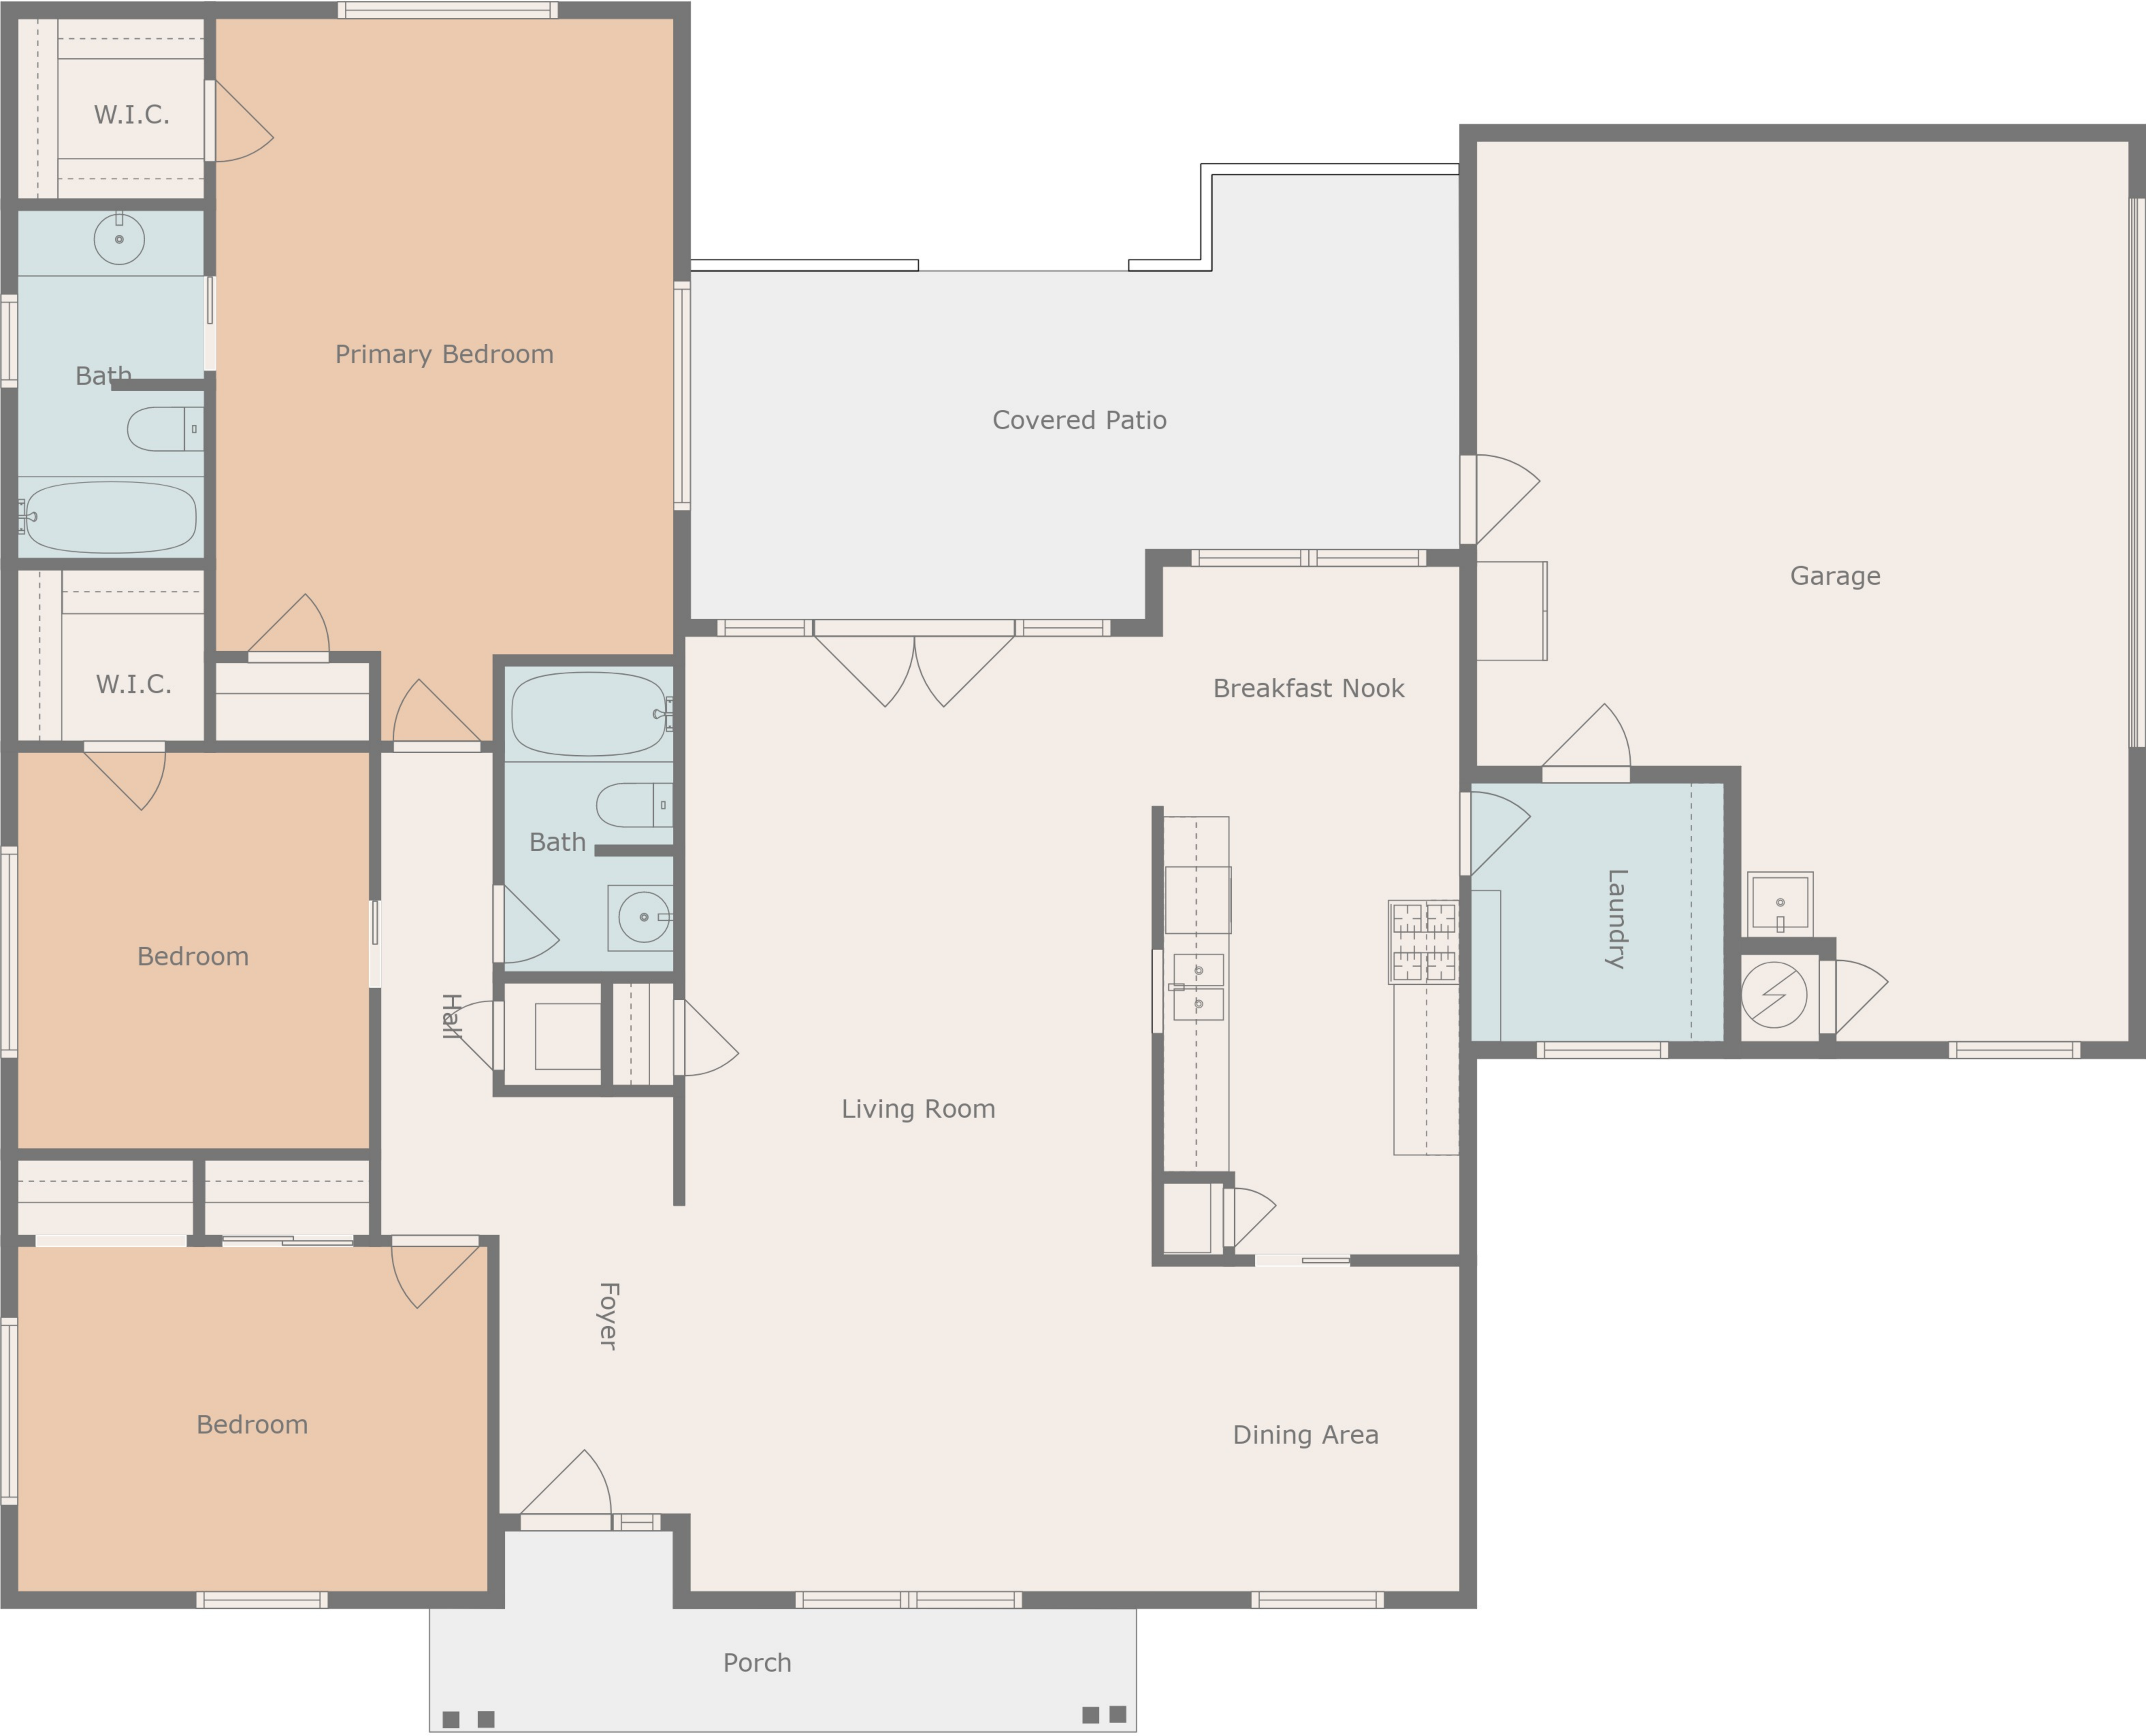 W.I.C.
Bath
Primary Bedroom
Covered Patio
Garage
W.I.C.
Breakfast Nook
Bath
Laundry
Bedroom
Hall
Living Room
Foyer
Bedroom
Dining Area
Porch